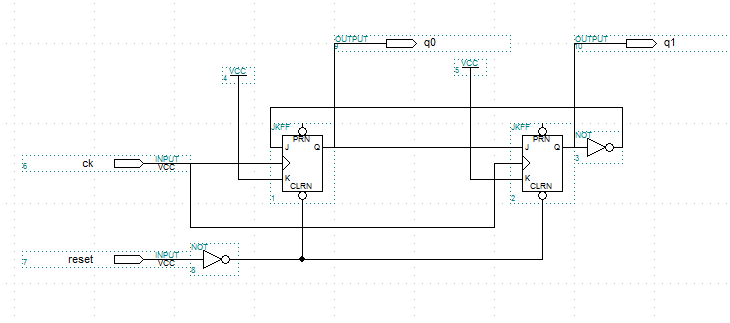 OUTPUT
9
q0
OUTPUT
10
q1
VCC
4
VCC
5
JKFF
PRN
J
Q
K
CLRN
1
JKFF
PRN
J
Q
K
CLRN
2
NOT
3
ck
INPUT
VCC
6
reset
INPUT
VCC
7
NOT
8